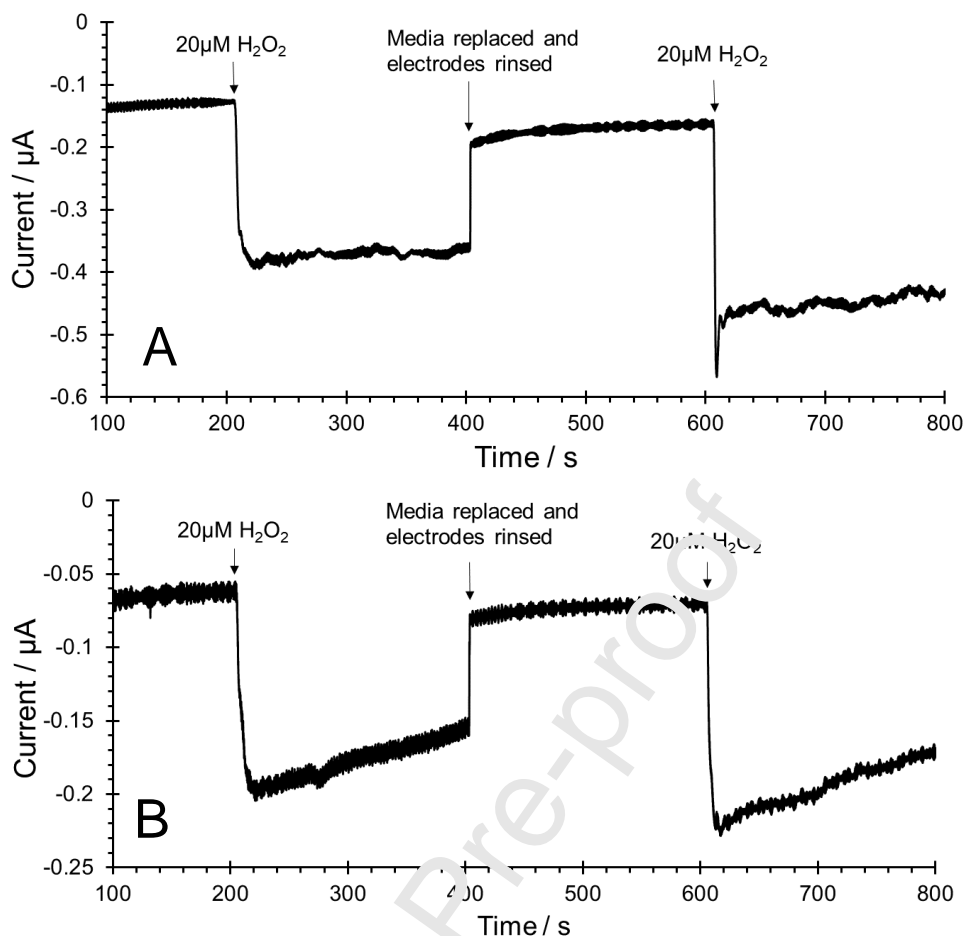 0
-0.1
-0.2
-0.3
-0.4
-0.5
-0.6
Current / µA
20µM H₂O₂
Media replaced and
electrodes rinsed
20µM H₂O₂
A
100 200 300 400 500 600 700 800
Time / s
0
-0.05
-0.1
-0.15
-0.2
-0.25
Current / µA
20µM H₂O₂
Media replaced and
electrodes rinsed
20µM H₂O₂
B
100 200 300 400 500 600 700 800
Time / s
Pre-proof